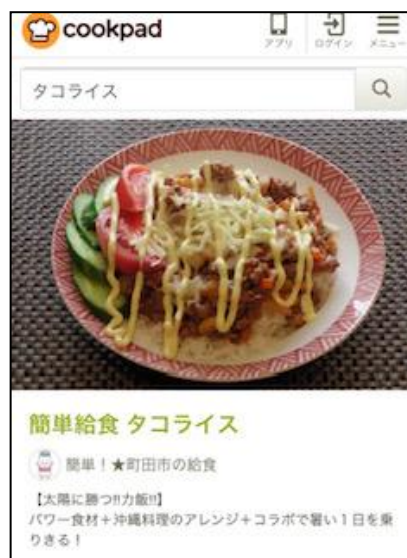 cookpad
アプリ ログイン メニュー
タコライス
簡単給食 タコライス
簡単！★町田市の給食
【太陽に勝つ!!力飯!!】
パワー食材＋沖縄料理のアレンジ＋コラボで暑い１日を乗
りきる！